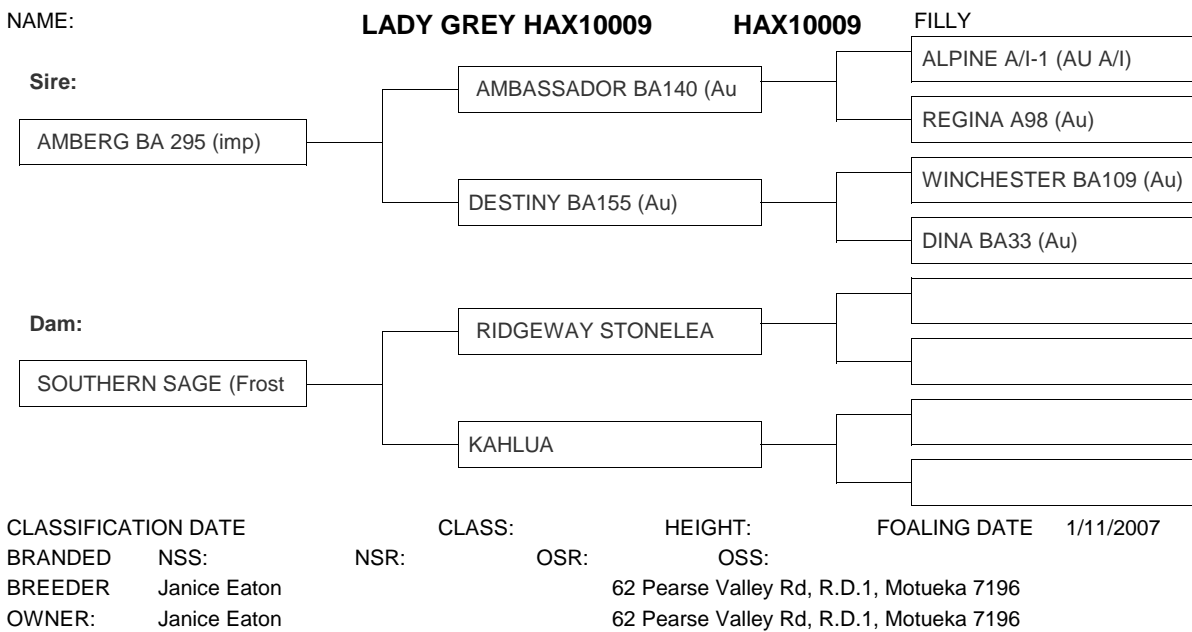 NAME: LADY GREY HAX10009 HAX10009 FILLY
ALPINE A/I-1 (AU A/I)
Sire:
AMBASSADOR BA140 (Au
REGINA A98 (Au)
AMBERG BA 295 (imp)
WINCHESTER BA109 (Au)
DESTINY BA155 (Au)
DINA BA33 (Au)
Dam:
RIDGEWAY STONELEA
SOUTHERN SAGE (Frost
KAHLUA
CLASSIFICATION DATE CLASS: HEIGHT: FOALING DATE 1/11/2007
BRANDED NSS: NSR: OSR: OSS:
BREEDER Janice Eaton 62 Pearse Valley Rd, R.D.1, Motueka 7196
OWNER: Janice Eaton 62 Pearse Valley Rd, R.D.1, Motueka 7196